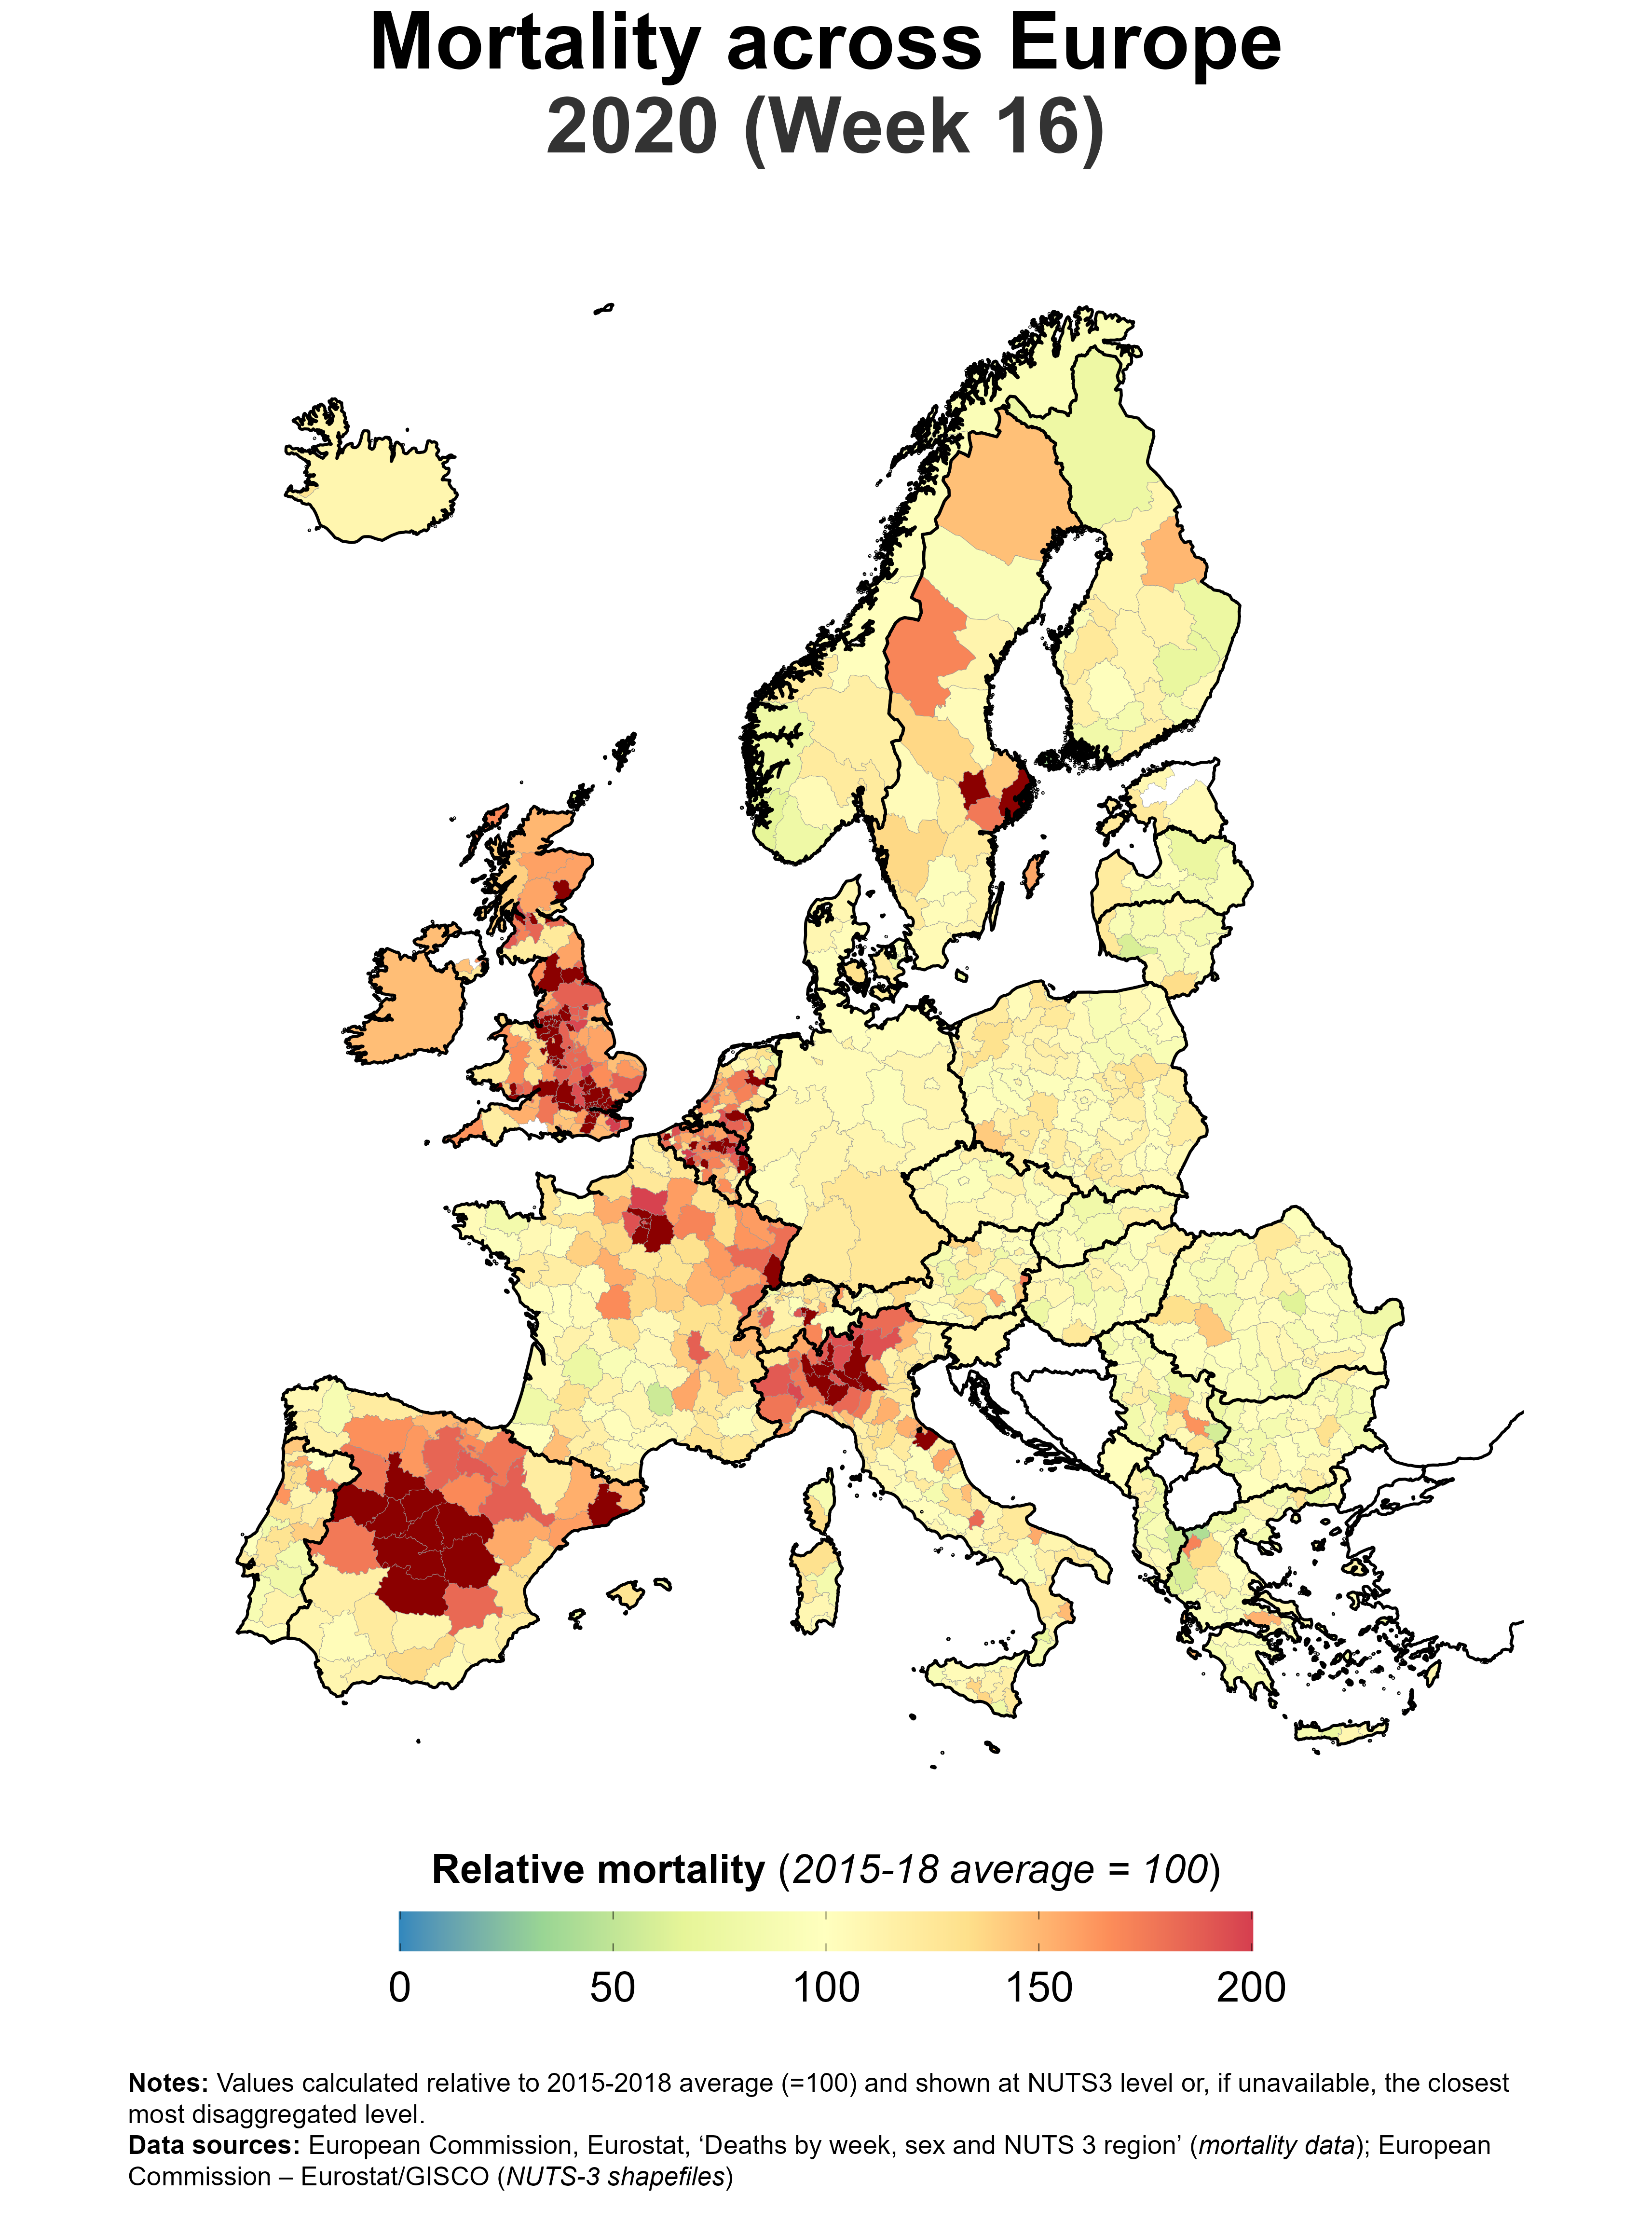 Mortality across Europe
2020 (Week 16)
Relative mortality (2015-18 average = 100)
0 50 100 150 200
Notes: Values calculated relative to 2015-2018 average (=100) and shown at NUTS3 level or, if unavailable, the closest
most disaggregated level.
Data sources: European Commission, Eurostat, ‘Deaths by week, sex and NUTS 3 region’ (mortality data); European
Commission – Eurostat/GISCO (NUTS-3 shapefiles)